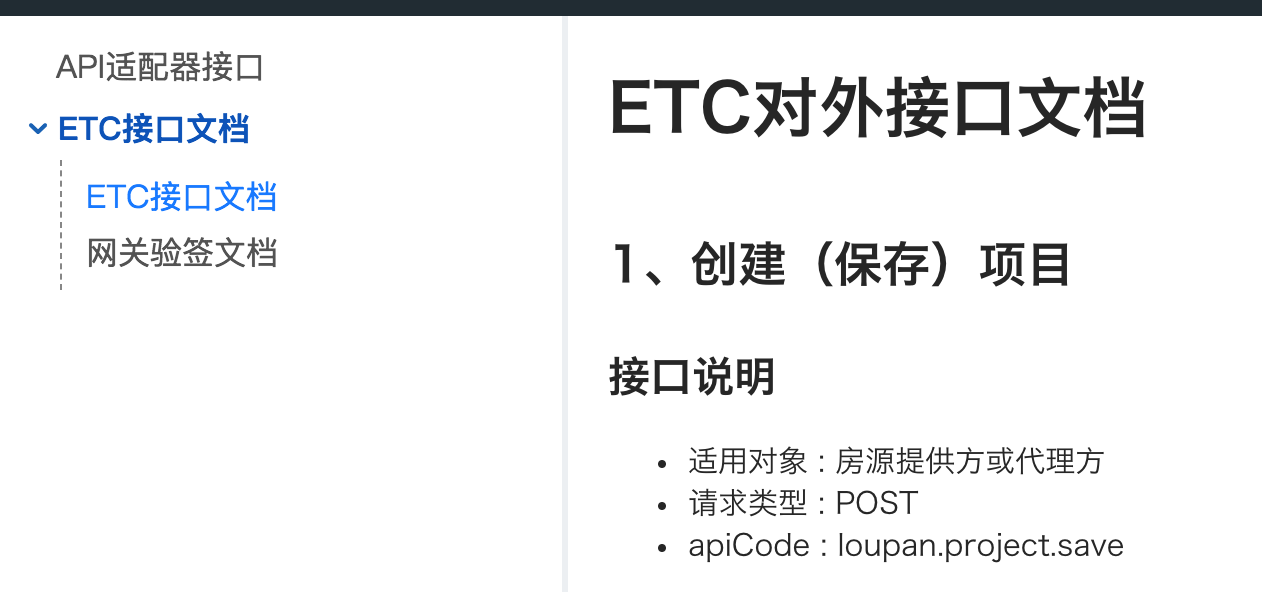 API适配器接口
ETC接口文档
ETC接口文档
网关验签文档
ETC对外接口文档
1、创建（保存）项目
接口说明
• 适用对象 : 房源提供方或代理方
• 请求类型 : POST
• apiCode : loupan.project.save